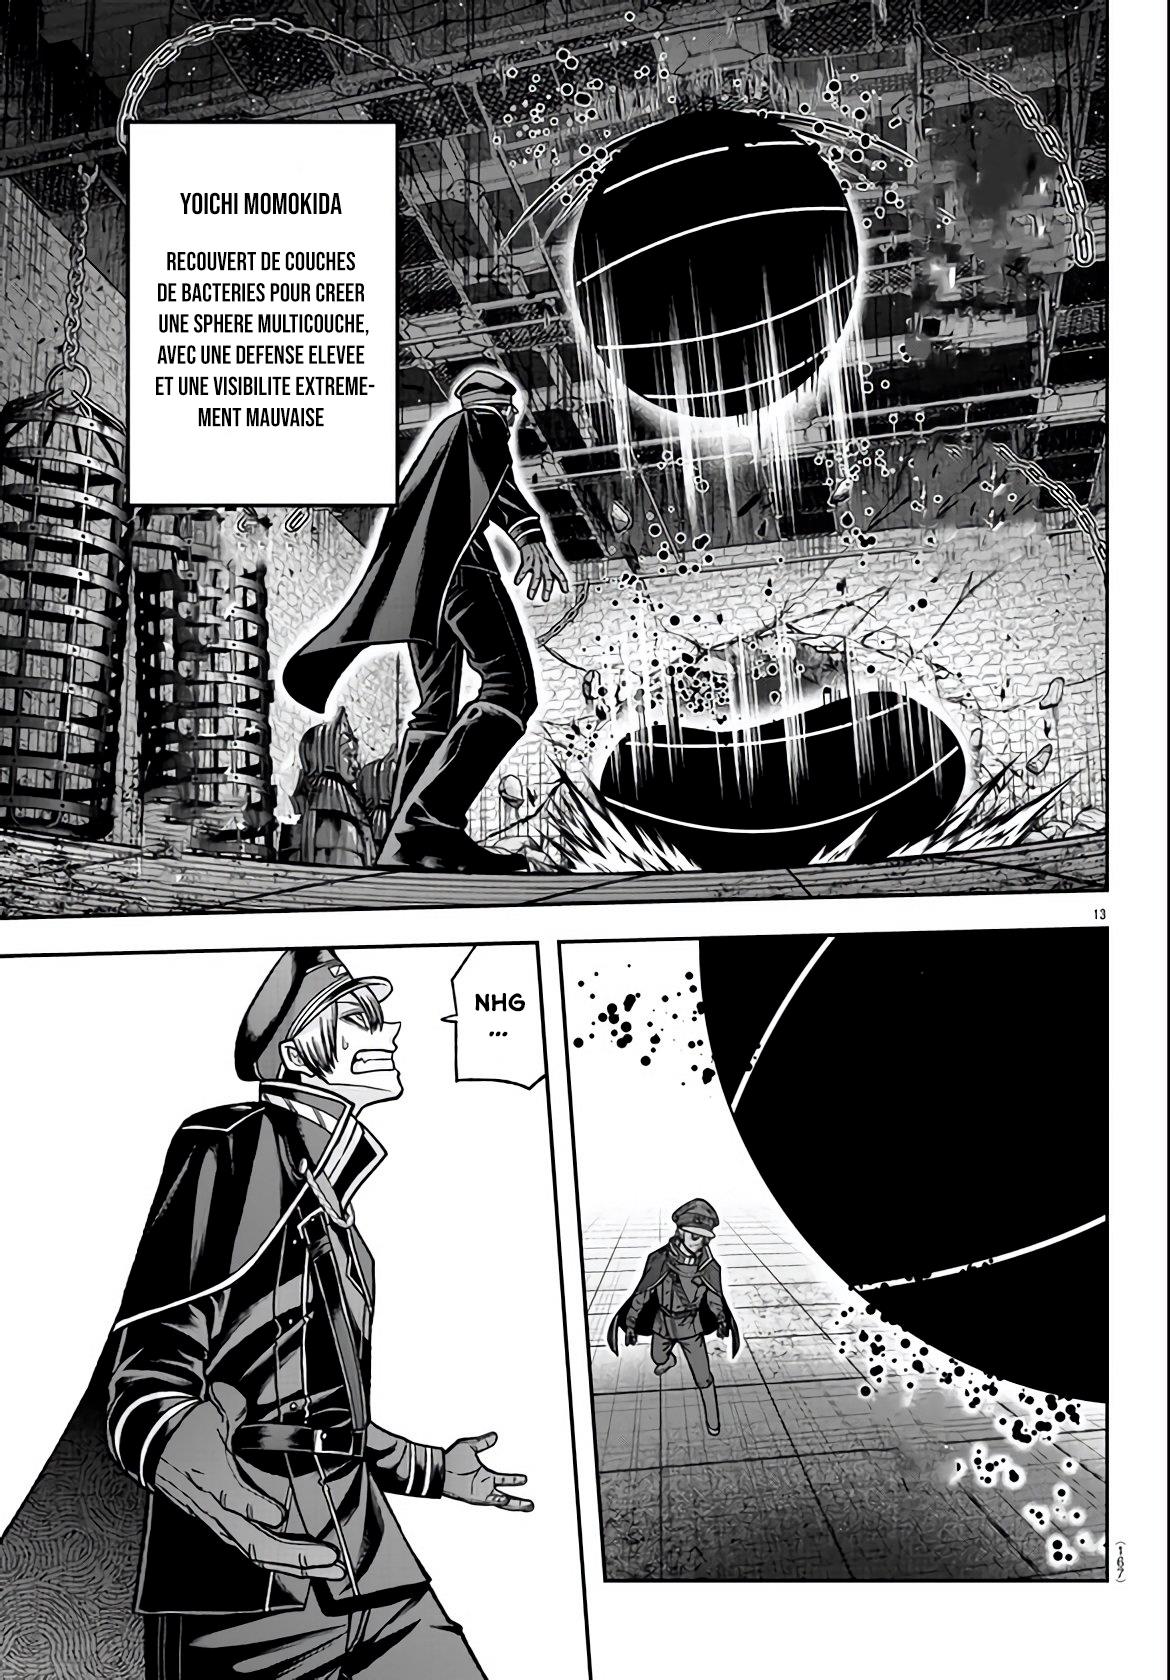 YOICHI MOMOKIDA
RECOUVERT DE COUCHES
DE BACTERIES POUR CREER
UNE SPHERE MULTICOUCHE,
AVEC UNE DEFENSE ELEVEE
ET UNE VISIBILITE EXTREME-
MENT MAUVAISE
13
NHG
...
(167)